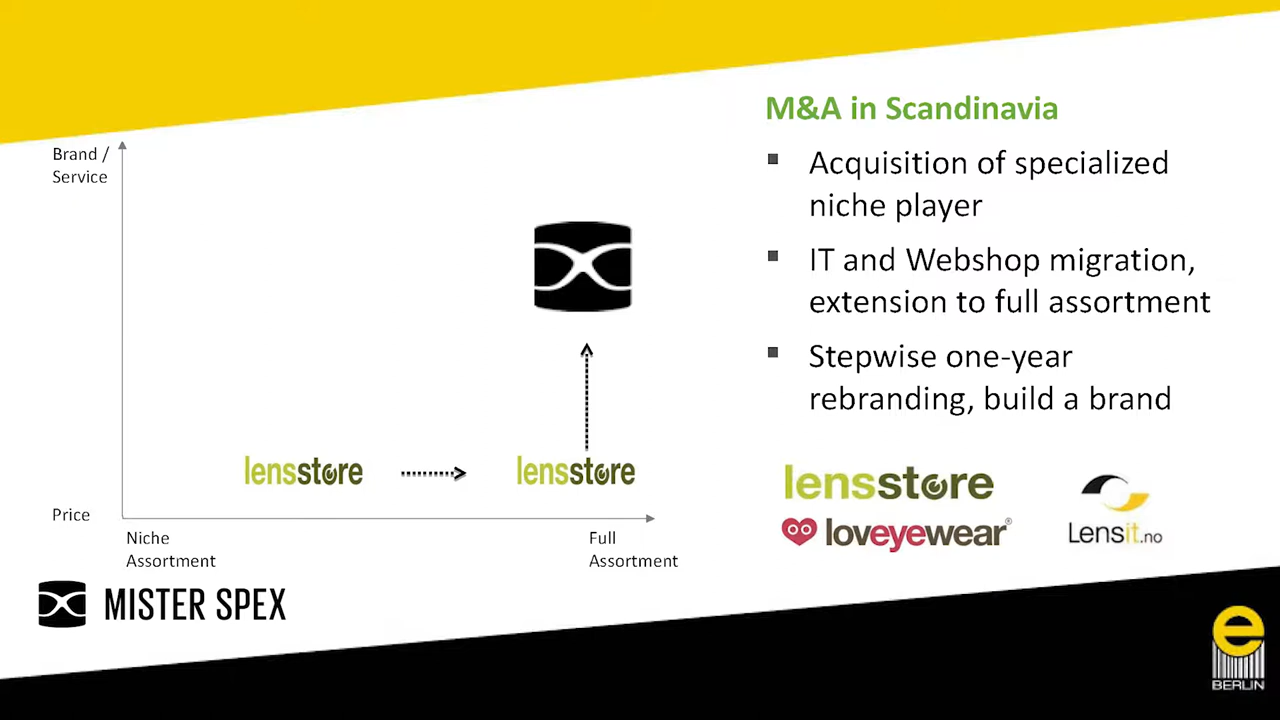 M&A in Scandinavia
▪ Acquisition of specialized
niche player
▪ IT and Webshop migration,
extension to full assortment
▪ Stepwise one-year
rebranding, build a brand
Brand /
Service
lensstore
lensstore
Price
Niche
Assortment
Full
Assortment
lensstore
loveyewear®
Lensit.no
MISTER SPEX
e
BERLIN